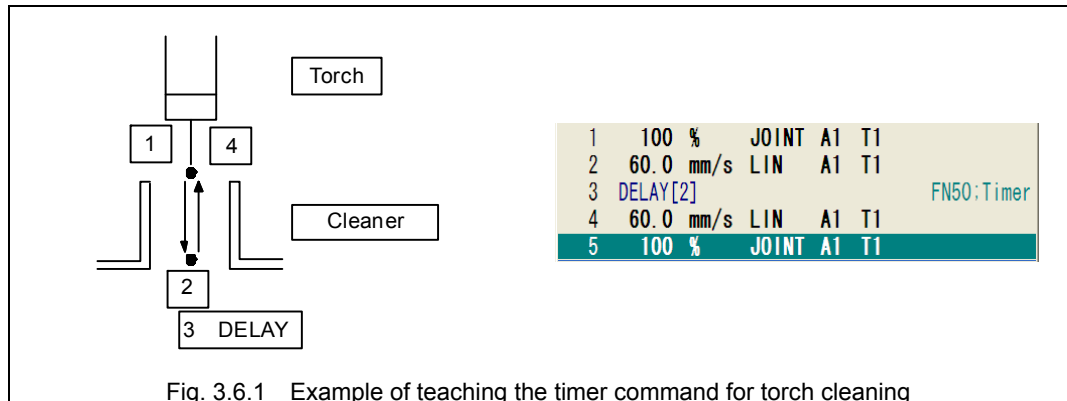 Torch
1
4
Cleaner
2
3 DELAY
1 100 % JOINT A1 T1
2 60.0 mm/s LIN A1 T1
3 DELAY[2] FN50;Timer
4 60.0 mm/s LIN A1 T1
5 100 % JOINT A1 T1
Fig. 3.6.1 Example of teaching the timer command for torch cleaning